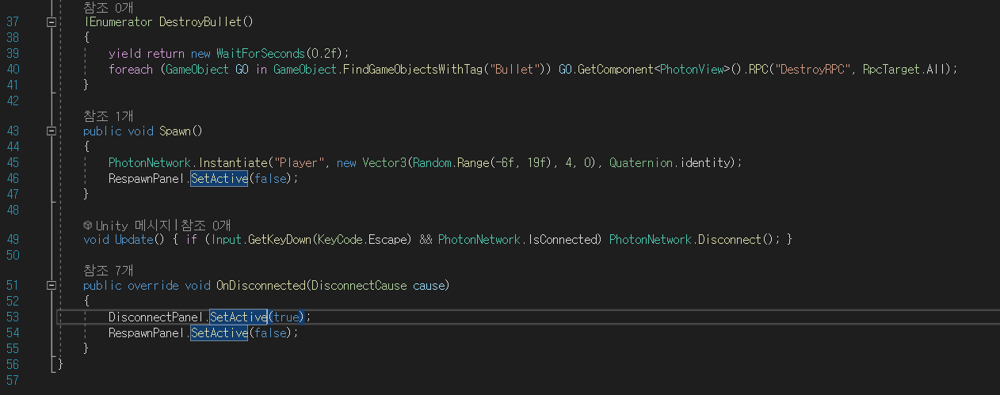 참조 0개
37 IEnumerator DestroyBullet()
38 {
39 yield return new WaitForSeconds(0.2f);
40 foreach (GameObject GO in GameObject.FindGameObjectsWithTag("Bullet")) GO.GetComponent<PhotonView>().RPC("DestroyRPC", RpcTarget.All);
41 }
42
참조 1개
43 public void Spawn()
44 {
45 PhotonNetwork.Instantiate("Player", new Vector3(Random.Range(-6f, 19f), 4, 0), Quaternion.identity);
46 RespawnPanel.SetActive(false);
47 }
48
Unity 메시지|참조 0개
49 void Update() { if (Input.GetKeyDown(KeyCode.Escape) && PhotonNetwork.IsConnected) PhotonNetwork.Disconnect(); }
50
참조 7개
51 public override void OnDisconnected(DisconnectCause cause)
52 {
53 DisconnectPanel.SetActive(true);
54 RespawnPanel.SetActive(false);
55 }
56 }
57